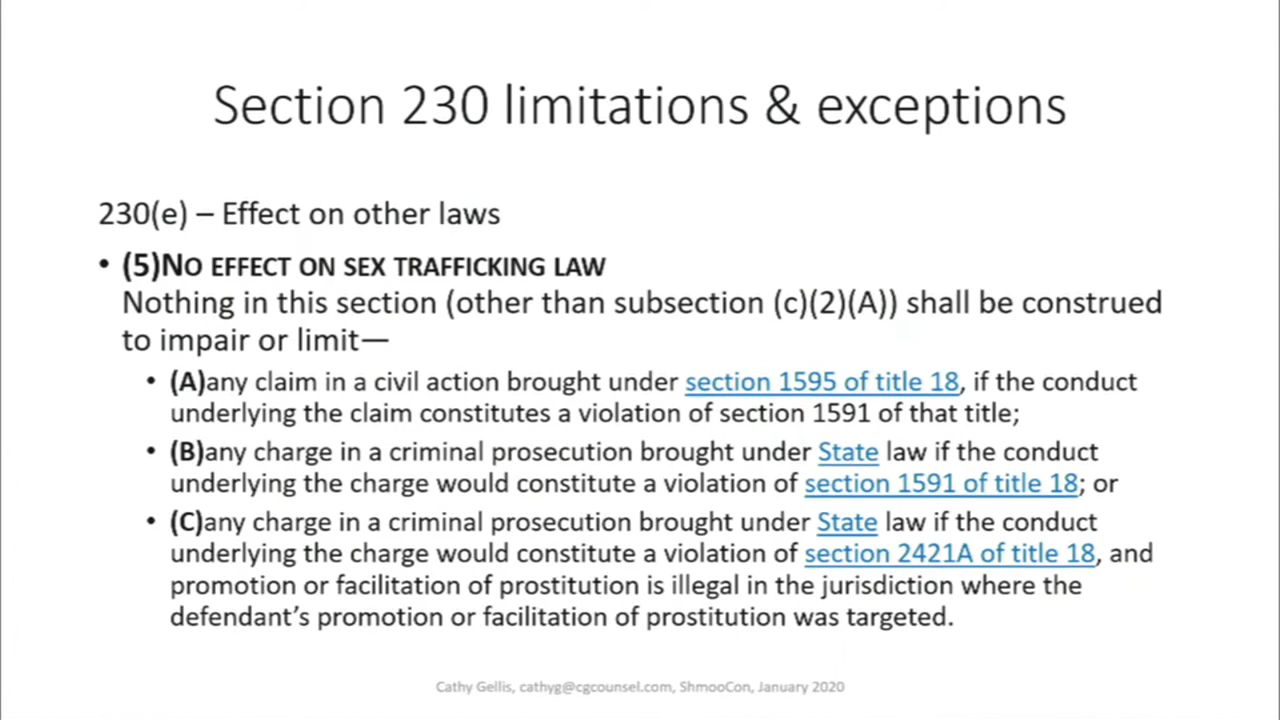 Section 230 limitations & exceptions
230(e) – Effect on other laws
• (5)NO EFFECT ON SEX TRAFFICKING LAW
Nothing in this section (other than subsection (c)(2)(A)) shall be construed
to impair or limit—
• (A)any claim in a civil action brought under section 1595 of title 18, if the conduct
underlying the claim constitutes a violation of section 1591 of that title;
• (B)any charge in a criminal prosecution brought under State law if the conduct
underlying the charge would constitute a violation of section 1591 of title 18; or
• (C)any charge in a criminal prosecution brought under State law if the conduct
underlying the charge would constitute a violation of section 2421A of title 18, and
promotion or facilitation of prostitution is illegal in the jurisdiction where the
defendant’s promotion or facilitation of prostitution was targeted.
Cathy Gellis, cathyg@cgcounsel.com, ShmooCon, January 2020